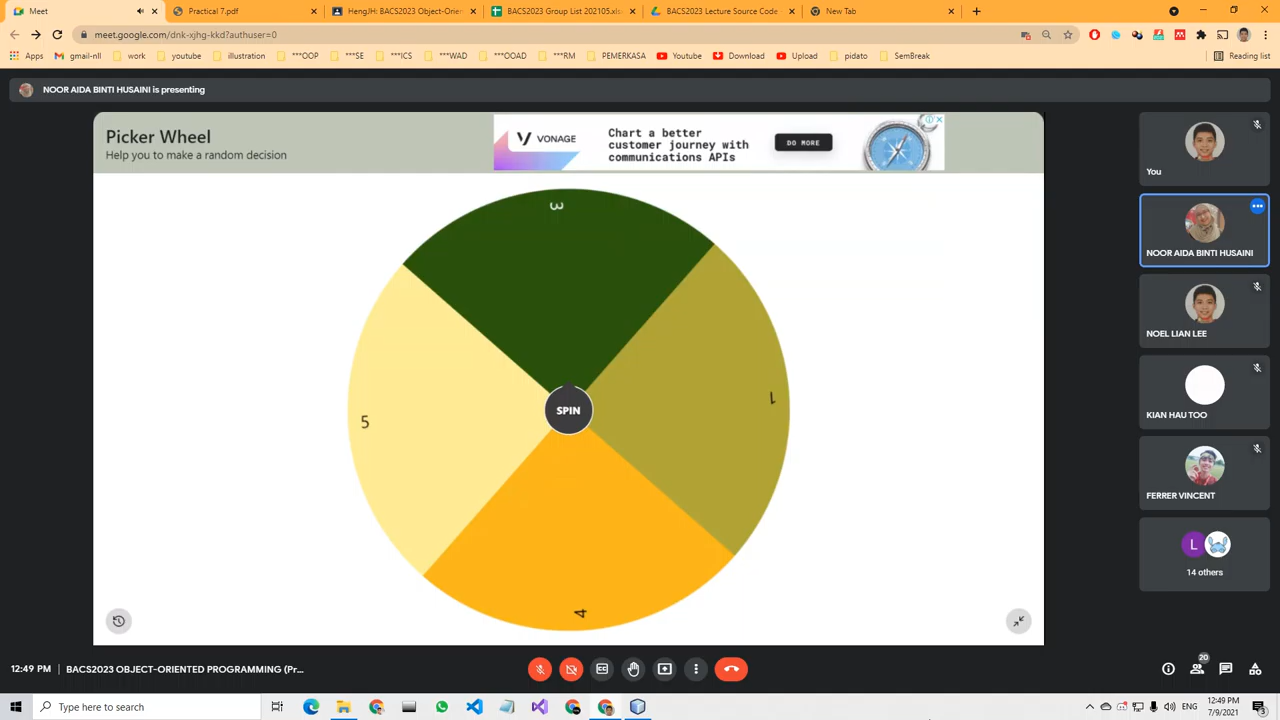 Meet
Practical 7.pdf
HengJH: BACS2023 Object-Orie
BACS2023 Group List 202105.xls
BACS2023 Lecture Source Code
New Tab
meet.google.com/dnk-xjhg-kkd?authuser=0
Apps
gmail-nll
work
youtube
illustration
***OOP
***SE
***ICS
***WAD
***OOAD
***RM
PEMERKASA
Youtube
Download
Upload
pidato
SemBreak
Reading list
NOOR AIDA BINTI HUSAINI is presenting
Picker Wheel
Help you to make a random decision
VONAGE
Chart a better
customer journey with
communications APIs
DO MORE
3
1
5
4
SPIN
You
NOOR AIDA BINTI HUSAINI
NOEL LIAN LEE
KIAN HAU TOO
FERRER VINCENT
L
14 others
12:49 PM
BACS2023 OBJECT-ORIENTED PROGRAMMING (Pr...
20
Type here to search
ENG
12:49 PM
7/9/2021
3